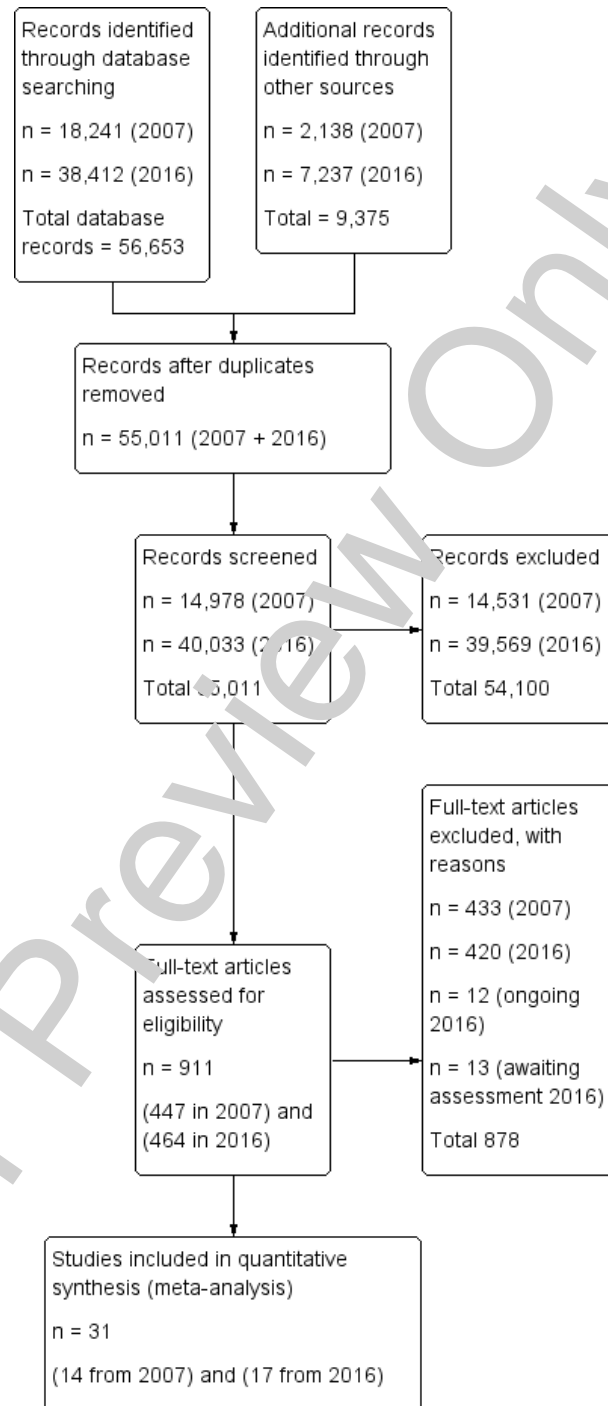 Records identified
through database
searching
n = 18,241 (2007)
n = 38,412 (2016)
Total database
records = 56,653
Additional records
identified through
other sources
n = 2,138 (2007)
n = 7,237 (2016)
Total = 9,375
Records after duplicates
removed
n = 55,011 (2007 + 2016)
Records screened
n = 14,978 (2007)
n = 40,033 (2016)
Total 55,011
Records excluded
n = 14,531 (2007)
n = 39,569 (2016)
Total 54,100
Full-text articles
excluded, with
reasons
n = 433 (2007)
n = 420 (2016)
n = 12 (ongoing
2016)
n = 13 (awaiting
assessment 2016)
Total 878
Full-text articles
assessed for
eligibility
n = 911
(447 in 2007) and
(464 in 2016)
Studies included in quantitative
synthesis (meta-analysis)
n = 31
(14 from 2007) and (17 from 2016)
Preview Only